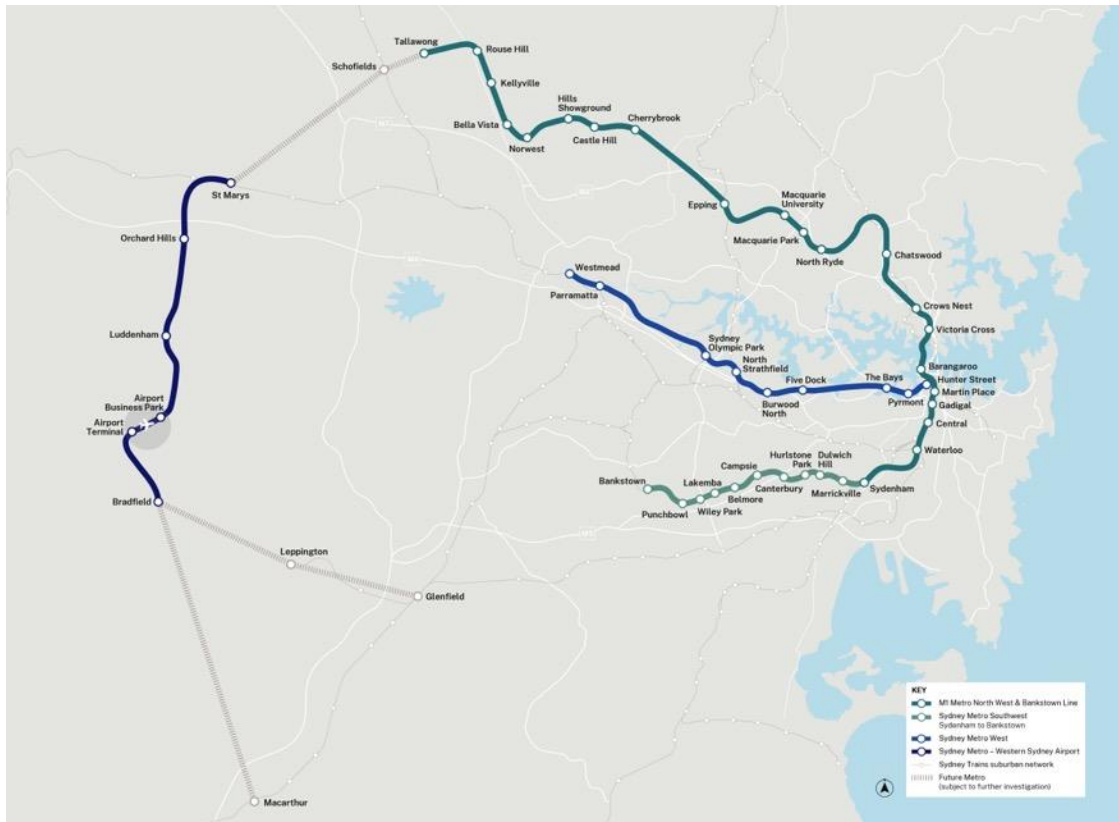 Tallawong
Rouse Hill
Schofields
Kellyville
Hills
Showground
Bella Vista
Cherrybrook
Castle Hill
Norwest
St Marys
Macquarie
University
Epping
Orchard Hills
Macquarie Park
North Ryde
Chatswood
Westmead
Parramatta
Crows Nest
Victoria Cross
Luddenham
Sydney
Olympic Park
North
Strathfield
Barangaroo
Five Dock
The Bays
Hunter Street
Martin Place
Burwood
North
Pyrmont
Gadigal
Airport
Business Park
Airport
Terminal
Central
Waterloo
Hurlstone
Park
Dulwich
Hill
Campsie
Bankstown
Lakemba
Canterbury
Marrickville
Sydenham
Belmore
Wiley Park
Punchbowl
Bradfield
Leppington
Glenfield
Macarthur
KEY
M1 Metro North West & Bankstown Line
Sydney Metro Southwest
Sydenham to Bankstown
Sydney Metro West
Sydney Metro – Western Sydney Airport
Sydney Trains suburban network
Future Metro
(subject to further investigation)